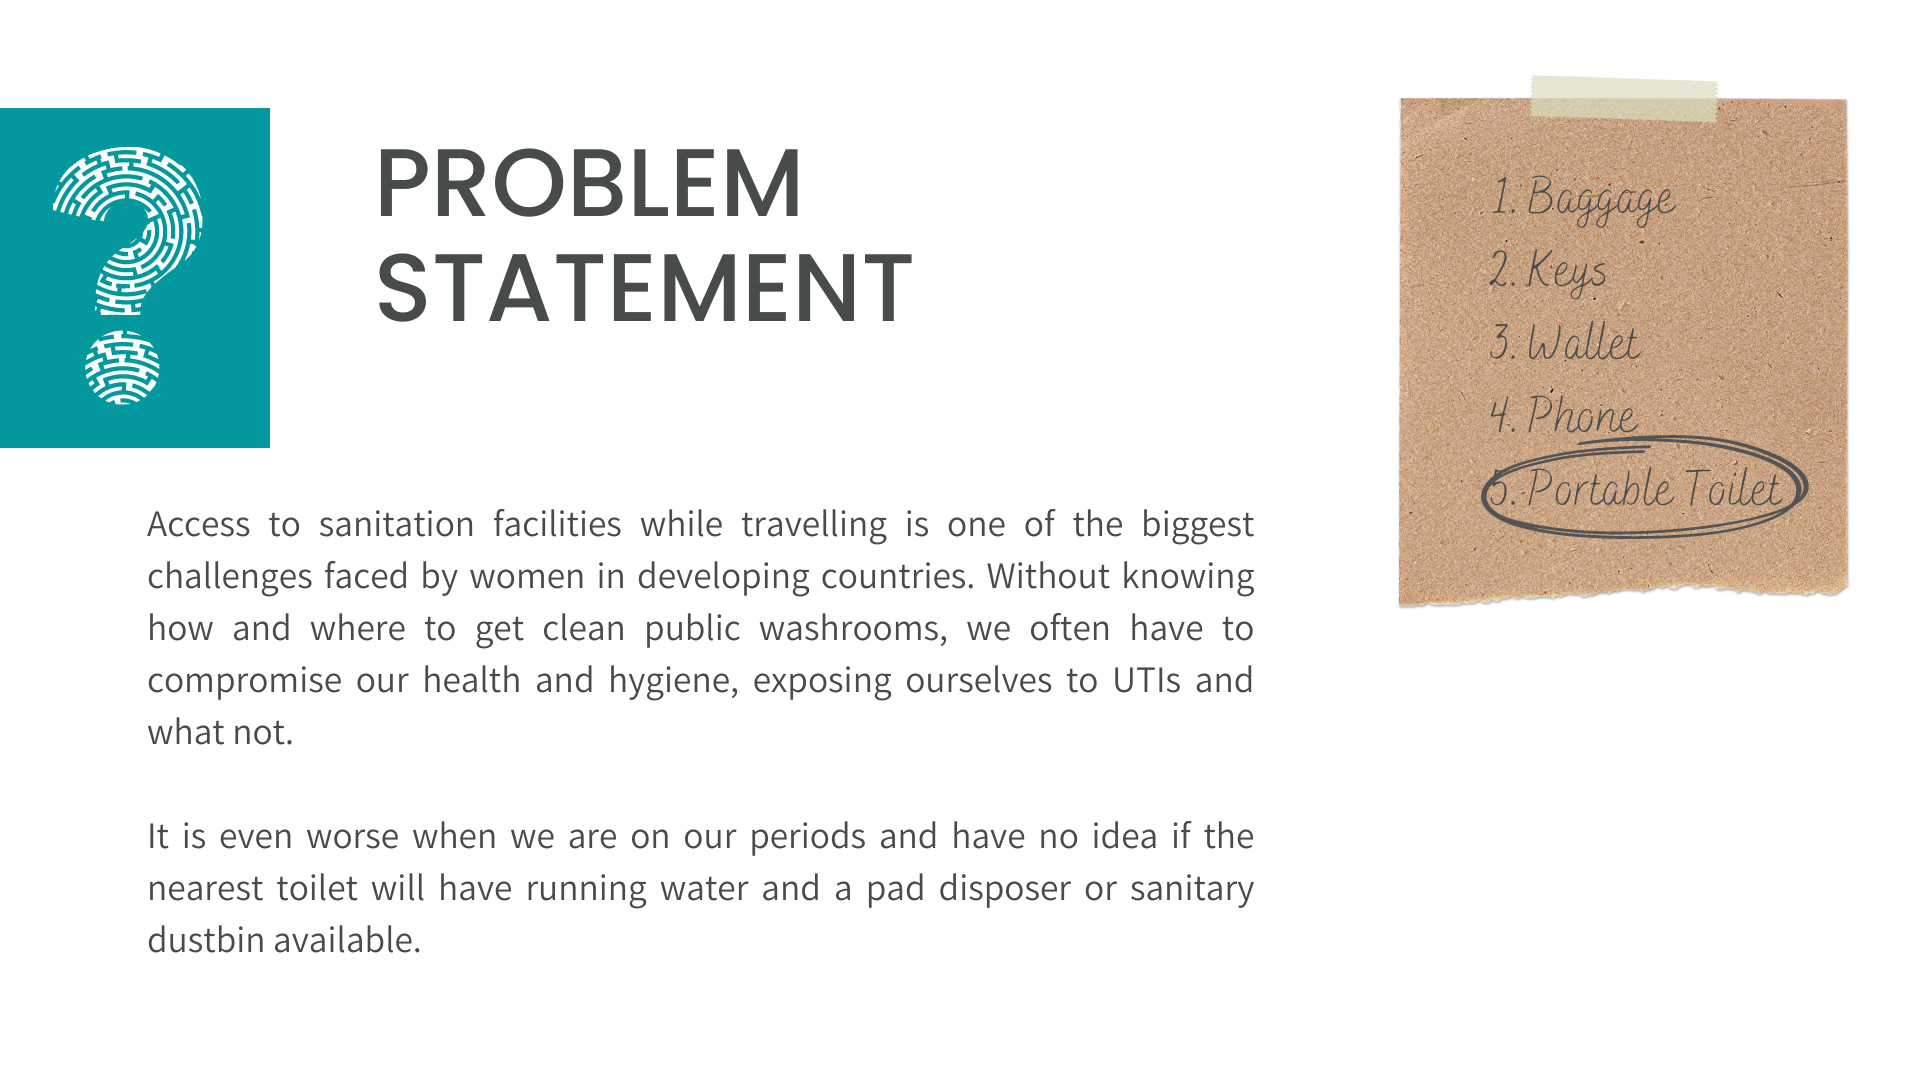 PROBLEM
STATEMENT
Access to sanitation facilities while travelling is one of the biggest
challenges faced by women in developing countries. Without knowing
how and where to get clean public washrooms, we often have to
compromise our health and hygiene, exposing ourselves to UTIs and
what not.
It is even worse when we are on our periods and have no idea if the
nearest toilet will have running water and a pad disposer or sanitary
dustbin available.
1. Baggage
2. Keys
3. Wallet
4. Phone
5. Portable Toilet